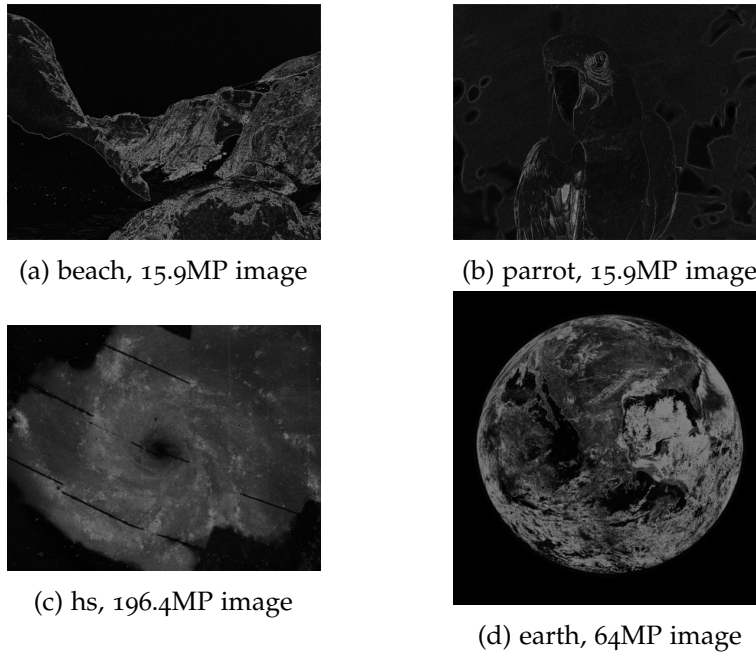 (a) beach, 15.9MP image
(b) parrot, 15.9MP image
(c) hs, 196.4MP image
(d) earth, 64MP image